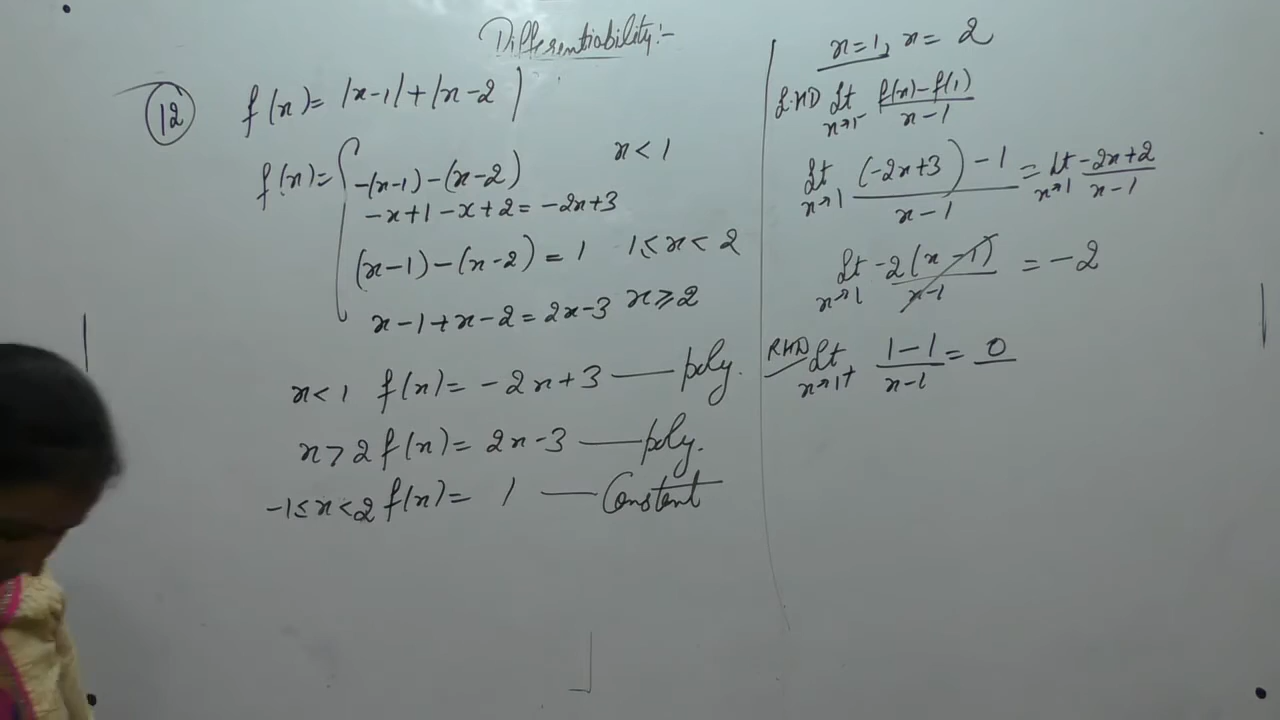 Differentiability:-
12 f(x)= |x-1|+|x-2|
f(x)= { -(x-1)-(x-2) x<1
-x+1-x+2=-2x+3
(x-1)-(x-2)=1 1≤x<2
x-1+x-2=2x-3 x≥2
x<1 f(x)=-2x+3 — poly.
x>2 f(x)=2x-3 — poly.
-1≤x<2 f(x)= 1 — Constant
x=1, x=2
LHD Lt x→1- (f(x)-f(1))/(x-1)
Lt x→1 ((-2x+3)-1)/(x-1) = Lt x→1 (-2x+2)/(x-1)
Lt x→1 -2(x-1)/(x-1) = -2
RHD Lt x→1+ (1-1)/(x-1) = 0